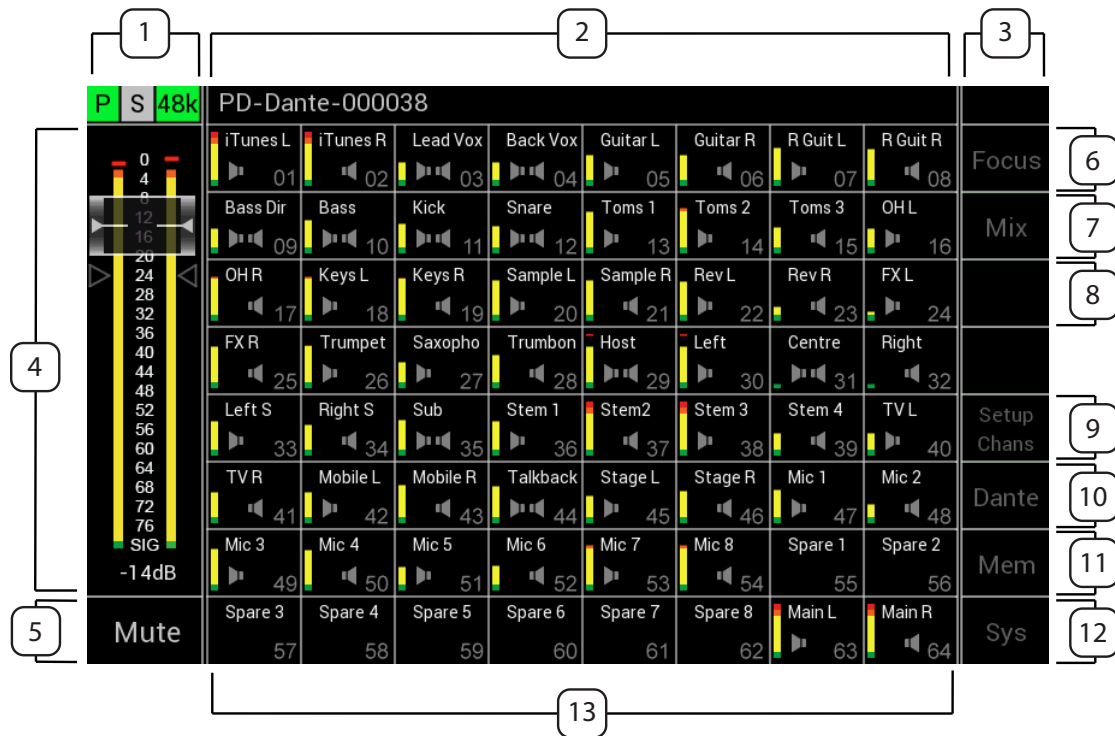 1
2
3
P S 48k
PD-Dante-000038
4
0
4
8
12
16
20
24
28
32
36
40
44
48
52
56
60
64
68
72
76
SIG
-14dB
5
Mute
iTunes L 01
iTunes R 02
Lead Vox 03
Back Vox 04
Guitar L 05
Guitar R 06
R Guit L 07
R Guit R 08
Bass Dir 09
Bass 10
Kick 11
Snare 12
Toms 1 13
Toms 2 14
Toms 3 15
OH L 16
OH R 17
Keys L 18
Keys R 19
Sample L 20
Sample R 21
Rev L 22
Rev R 23
FX L 24
FX R 25
Trumpet 26
Saxopho 27
Trumbon 28
Host 29
Left 30
Centre 31
Right 32
Left S 33
Right S 34
Sub 35
Stem 1 36
Stem2 37
Stem 3 38
Stem 4 39
TV L 40
TV R 41
Mobile L 42
Mobile R 43
Talkback 44
Stage L 45
Stage R 46
Mic 1 47
Mic 2 48
Mic 3 49
Mic 4 50
Mic 5 51
Mic 6 52
Mic 7 53
Mic 8 54
Spare 1 55
Spare 2 56
Spare 3 57
Spare 4 58
Spare 5 59
Spare 6 60
Spare 7 61
Spare 8 62
Main L 63
Main R 64
Focus
6
Mix
7
8
Setup
Chans
9
Dante
10
Mem
11
Sys
12
13